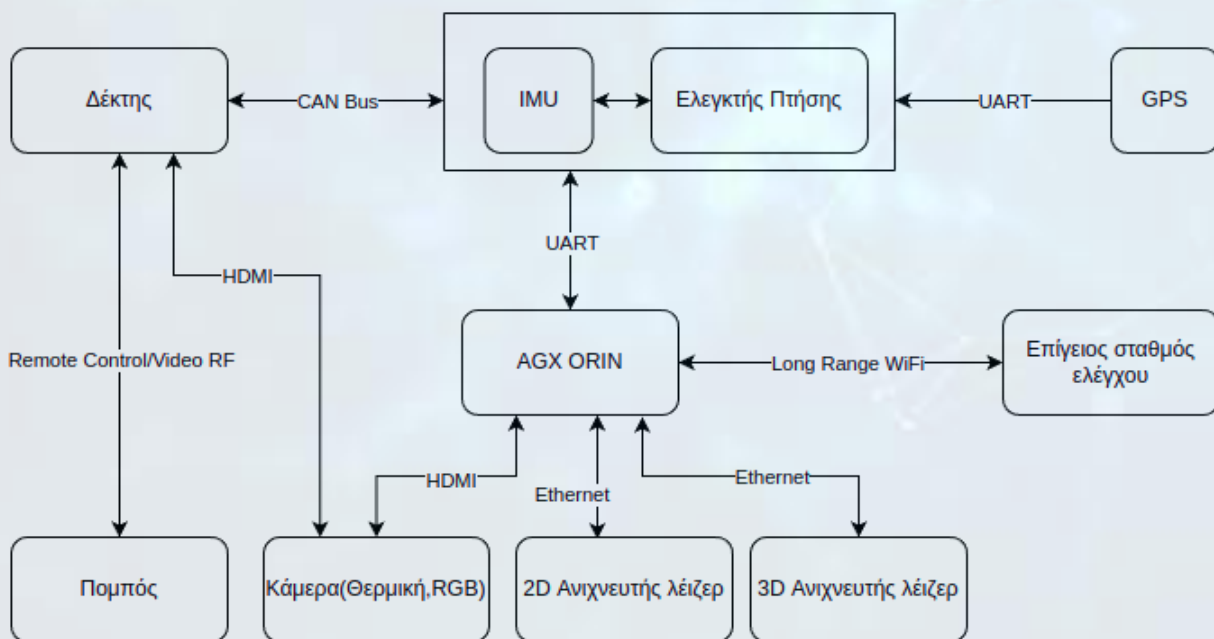 Δέκτης
CAN Bus
IMU
Ελεγκτής Πτήσης
UART
GPS
UART
HDMI
Remote Control/Video RF
AGX ORIN
Long Range WiFi
Επίγειος σταθμός
ελέγχου
HDMI
Ethernet
Ethernet
Πομπός
Κάμερα(Θερμική,RGB)
2D Ανιχνευτής λέιζερ
3D Ανιχνευτής λέιζερ